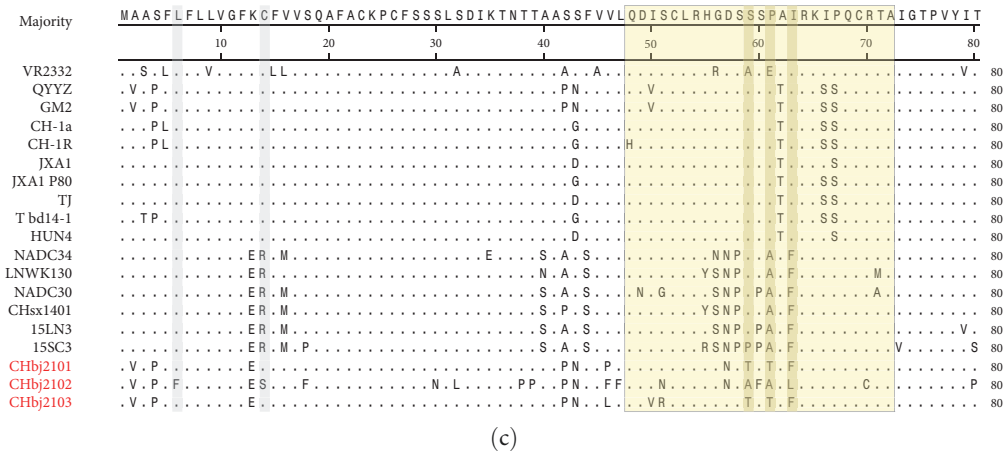 Majority MAASFLFLLVGFKCFVVSQAFACKPCFSSSLSDIKTNTTAASSFVVLQDISCLRHGDSSSPAIRKIPQCRTAIGTPVYIT
10 20 30 40 50 60 70 80
VR2332 ..S.L...V.....LL...............A.........A..A..........R..A.E.................V. 80
QYYZ .V.P.....................................PN......V...........T...SS............. 80
GM2 .V.P.....................................PN......V...........T...SS............. 80
CH-1a ...PL.....................................G..................T...SS............. 80
CH-1R ...PL.....................................G....H.............T...SS............. 80
JXA1 ..........................................D..................T....S............. 80
JXA1 P80 ..........................................G..................T...SS............. 80
TJ ..........................................D..................T...SS............. 80
T bd14-1 ..TP......................................G..................T...SS............. 80
HUN4 ..........................................D..................T....S............. 80
NADC34 ............ER.M..................E....S.A.S...........NNP..A.F................. 80
LNWK130 ............ER.........................N.A.S..........YSNP..A.F.......M......... 80
NADC30 ............ER.M.......................S.A.S....N.G....SNP.PA.F.......A......... 80
CHsx1401 ............ER.M.......................S.P.S..........YSNP..A.F................. 80
15LN3 ............ER.M.......................S.A.S...........SNP.PA.F...............V. 80
15SC3 ............ER.M.P.....................S.A.S..........RSNPPPA.F.........V......S 80
CHbj2101 .V.P........E............................PN..P..........N.T.T.F................. 80
CHbj2102 .V.P.F......ES...F...........N.L.....PP..PN..FF...S.....N.AFA.L......C.........P 80
CHbj2103 .V.P........E............................PN..L...VR.......T.T.F................. 80
(c)